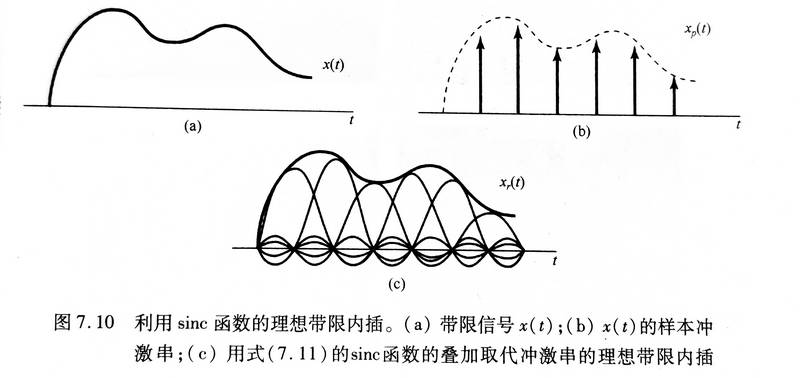 x(t)
t
(a)
xp(t)
t
(b)
xr(t)
t
(c)
图7.10 利用 sinc 函数的理想带限内插。(a) 带限信号 x(t);(b) x(t)的样本冲
激串;(c) 用式(7.11)的sinc函数的叠加取代冲激串的理想带限内插